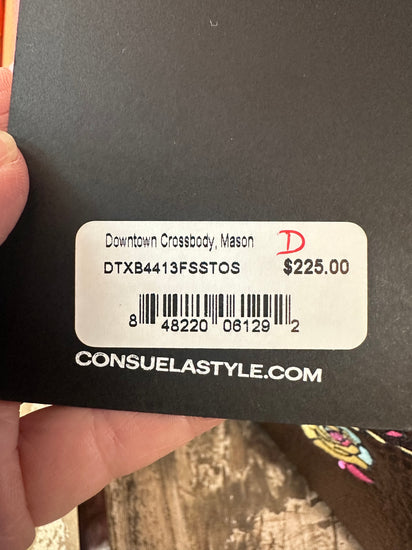 Downtown Crossbody, Mason D
DTXB4413FSSTOS $225.00
8 48220 06129 2
CONSUELASTYLE.COM